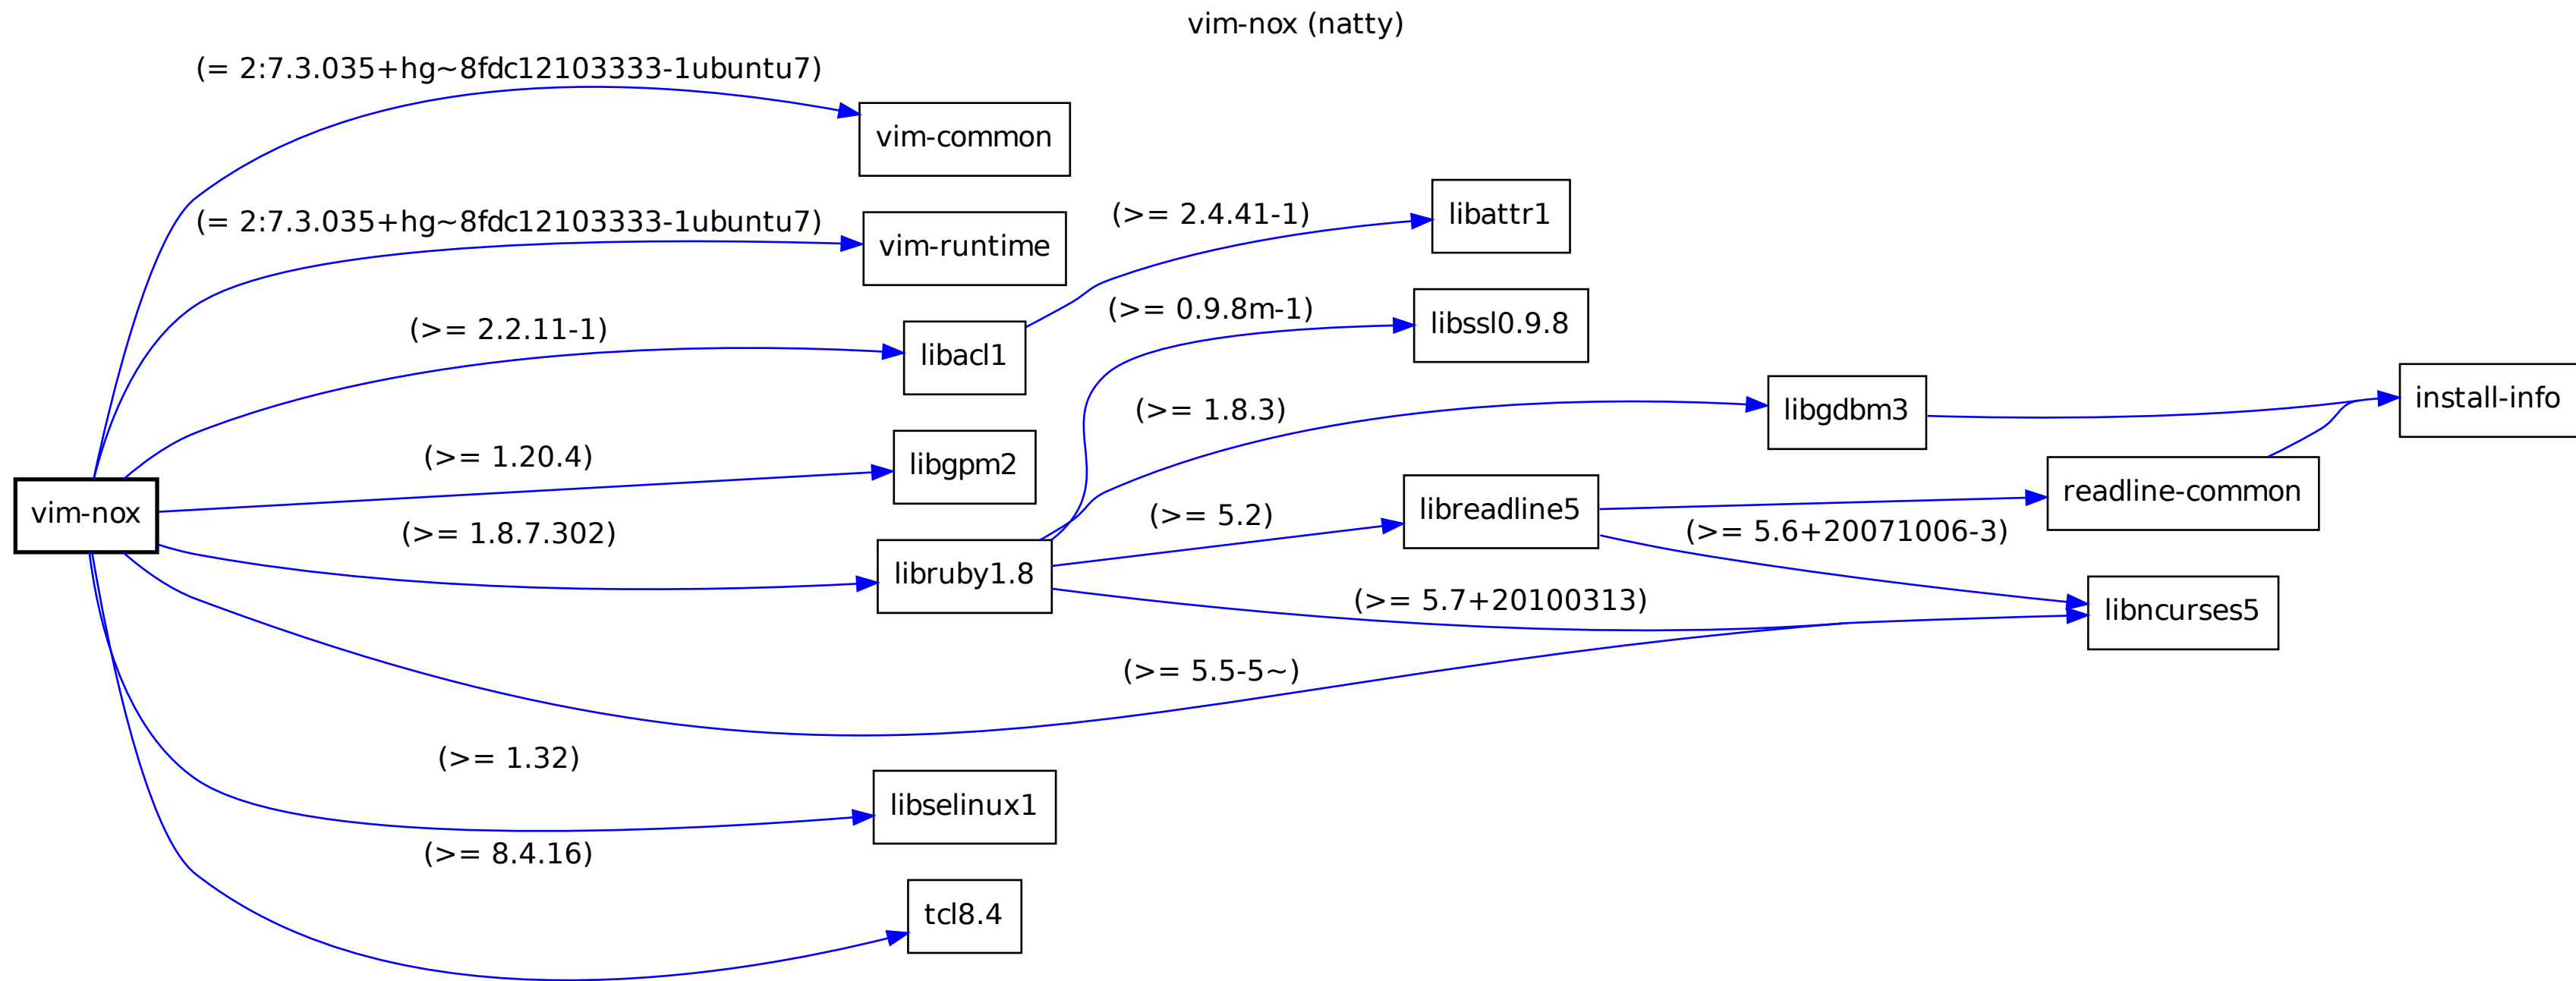 vim-nox (natty)
(= 2:7.3.035+hg~8fdc12103333-1ubuntu7)
vim-common
(= 2:7.3.035+hg~8fdc12103333-1ubuntu7)
vim-runtime
(>= 2.4.41-1)
libattr1
(>= 2.2.11-1)
libacl1
(>= 0.9.8m-1)
libssl0.9.8
(>= 1.8.3)
libgdbm3
install-info
(>= 1.20.4)
libgpm2
vim-nox
(>= 1.8.7.302)
libruby1.8
(>= 5.2)
libreadline5
readline-common
(>= 5.6+20071006-3)
(>= 5.7+20100313)
libncurses5
(>= 5.5-5~)
(>= 1.32)
libselinux1
(>= 8.4.16)
tcl8.4